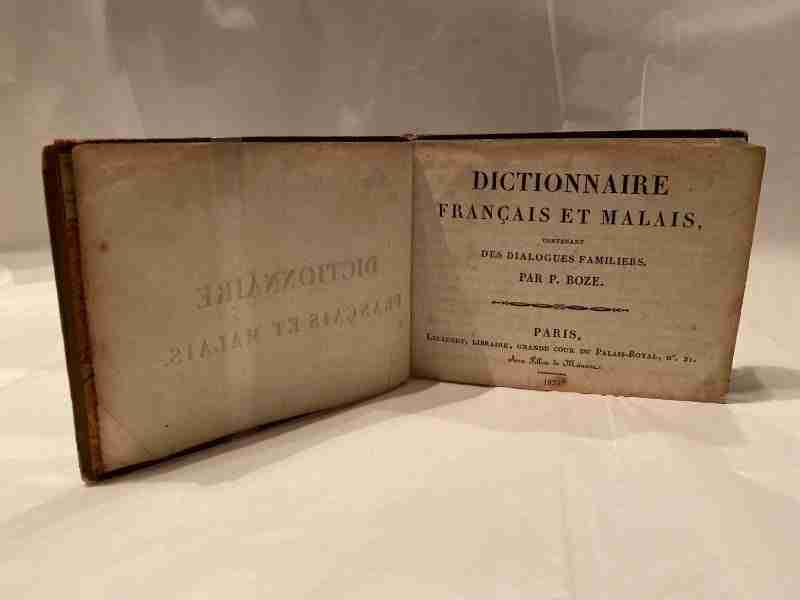 DICTIONNAIRE
FRANÇAIS ET MALAIS.
DICTIONNAIRE
FRANÇAIS ET MALAIS,
CONTENANT
DES DIALOGUES FAMILIERS.
PAR P. BOZE.
PARIS,
LIBRAIRE, GRANDE COUR DU PALAIS-ROYAL, n°. 21.